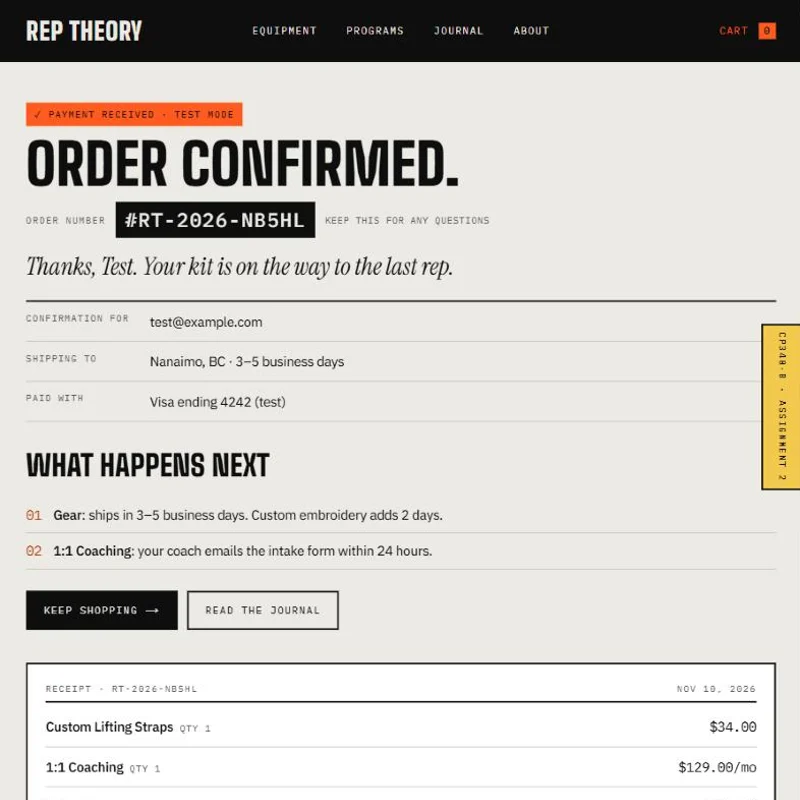 REP THEORY
EQUIPMENT PROGRAMS JOURNAL ABOUT
CART 0
✓ PAYMENT RECEIVED · TEST MODE
ORDER CONFIRMED.
ORDER NUMBER #RT-2026-NB5HL KEEP THIS FOR ANY QUESTIONS
Thanks, Test. Your kit is on the way to the last rep.
CONFIRMATION FOR test@example.com
SHIPPING TO Nanaimo, BC · 3–5 business days
PAID WITH Visa ending 4242 (test)
CP340-B · ASSIGNMENT 2
WHAT HAPPENS NEXT
01 Gear: ships in 3–5 business days. Custom embroidery adds 2 days.
02 1:1 Coaching: your coach emails the intake form within 24 hours.
KEEP SHOPPING →
READ THE JOURNAL
RECEIPT · RT-2026-NB5HL NOV 10, 2026
Custom Lifting Straps QTY 1 $34.00
1:1 Coaching QTY 1 $129.00/mo